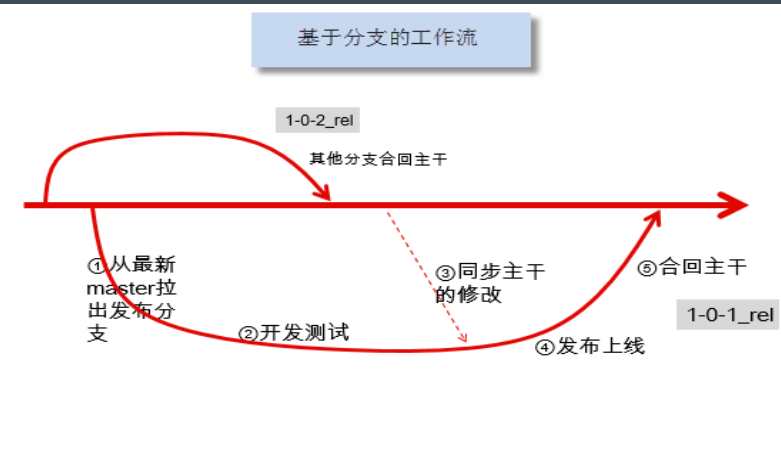 基于分支的工作流
1-0-2_rel
其他分支合回主干
①从最新
master拉
出发布分
支
②开发测试
③同步主干
的修改
④发布上线
⑤合回主干
1-0-1_rel